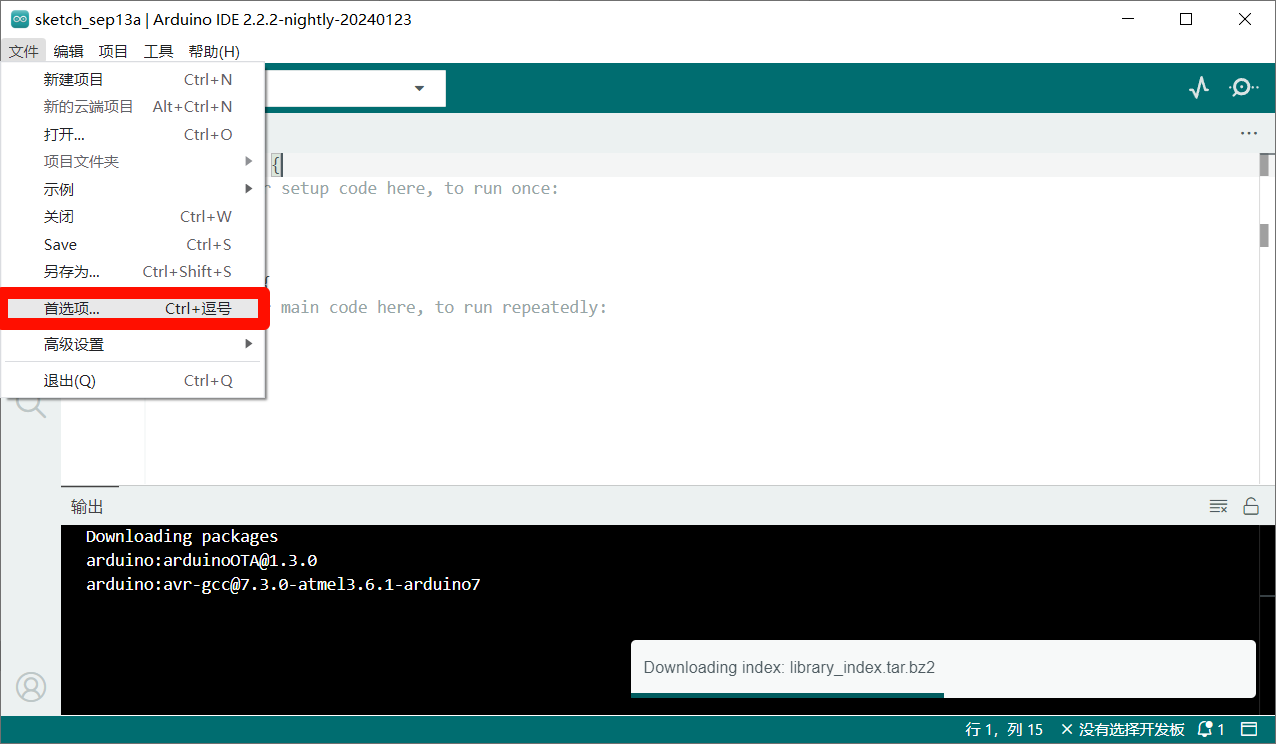 sketch_sep13a | Arduino IDE 2.2.2-nightly-20240123
文件 编辑 项目 工具 帮助(H)
新建项目 Ctrl+N
新的云端项目 Alt+Ctrl+N
打开... Ctrl+O
项目文件夹
示例
关闭 Ctrl+W
Save Ctrl+S
另存为... Ctrl+Shift+S
首选项... Ctrl+逗号
高级设置
退出(Q) Ctrl+Q
{
r setup code here, to run once:
main code here, to run repeatedly:
输出
Downloading packages
arduino:arduinoOTA@1.3.0
arduino:avr-gcc@7.3.0-atmel3.6.1-arduino7
Downloading index: library_index.tar.bz2
行 1，列 15 × 没有选择开发板 1